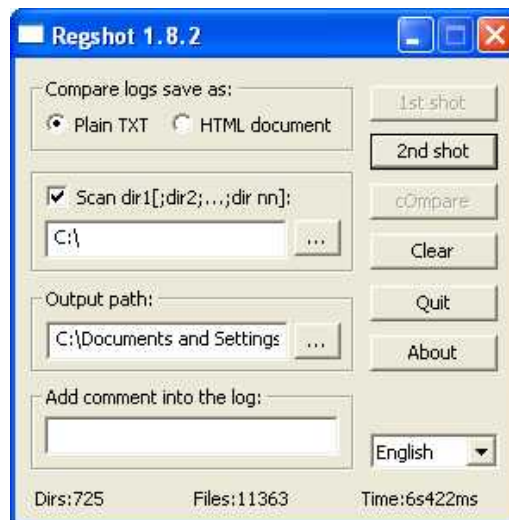 Regshot 1.8.2
Compare logs save as:
Plain TXT
HTML document
1st shot
2nd shot
cOmpare
Clear
Quit
About
Scan dir1[;dir2;...;dir nn]:
C:\
...
Output path:
C:\Documents and Settings
...
Add comment into the log:
English
Dirs:725
Files:11363
Time:6s422ms